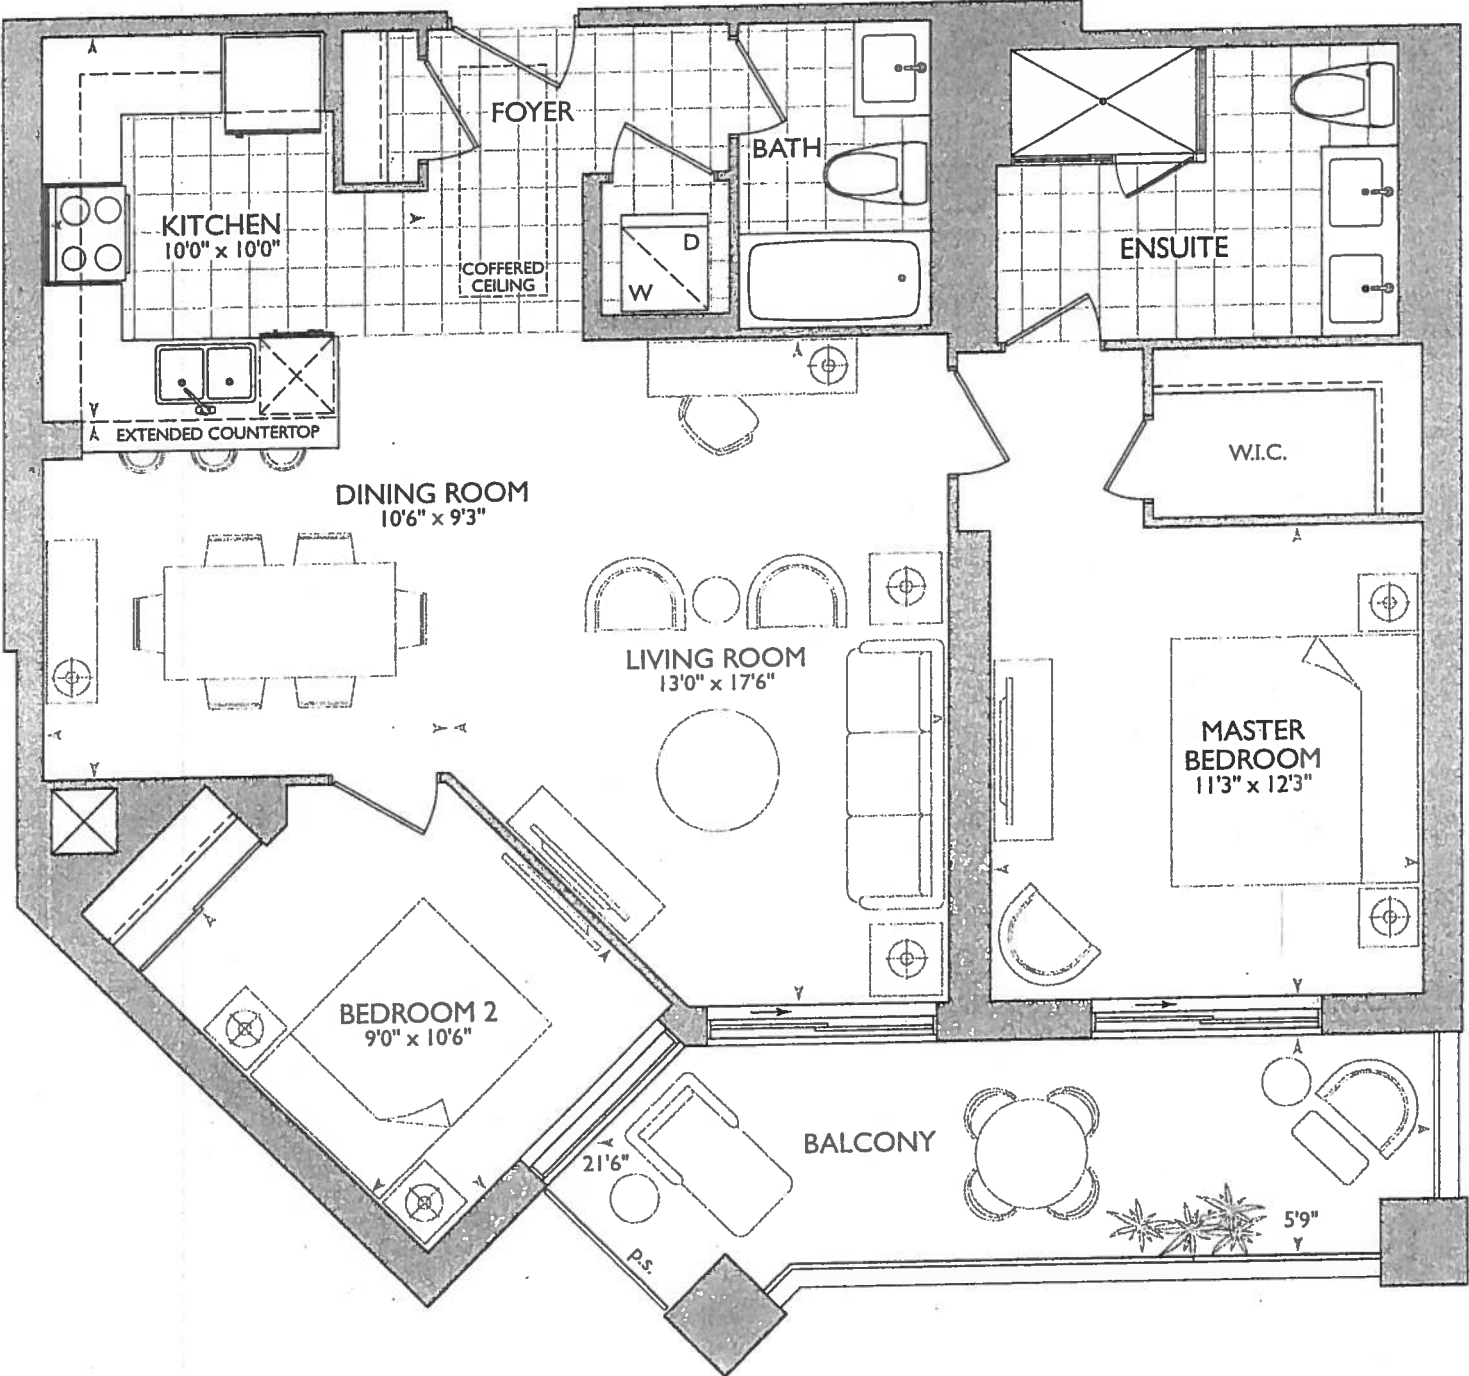 FOYER
BATH
KITCHEN
10'0" x 10'0"
ENSUITE
COFFERED
CEILING
D
W
EXTENDED COUNTERTOP
W.I.C.
DINING ROOM
10'6" x 9'3"
LIVING ROOM
13'0" x 17'6"
MASTER
BEDROOM
11'3" x 12'3"
BEDROOM 2
9'0" x 10'6"
BALCONY
21'6"
5'9"
P.S.